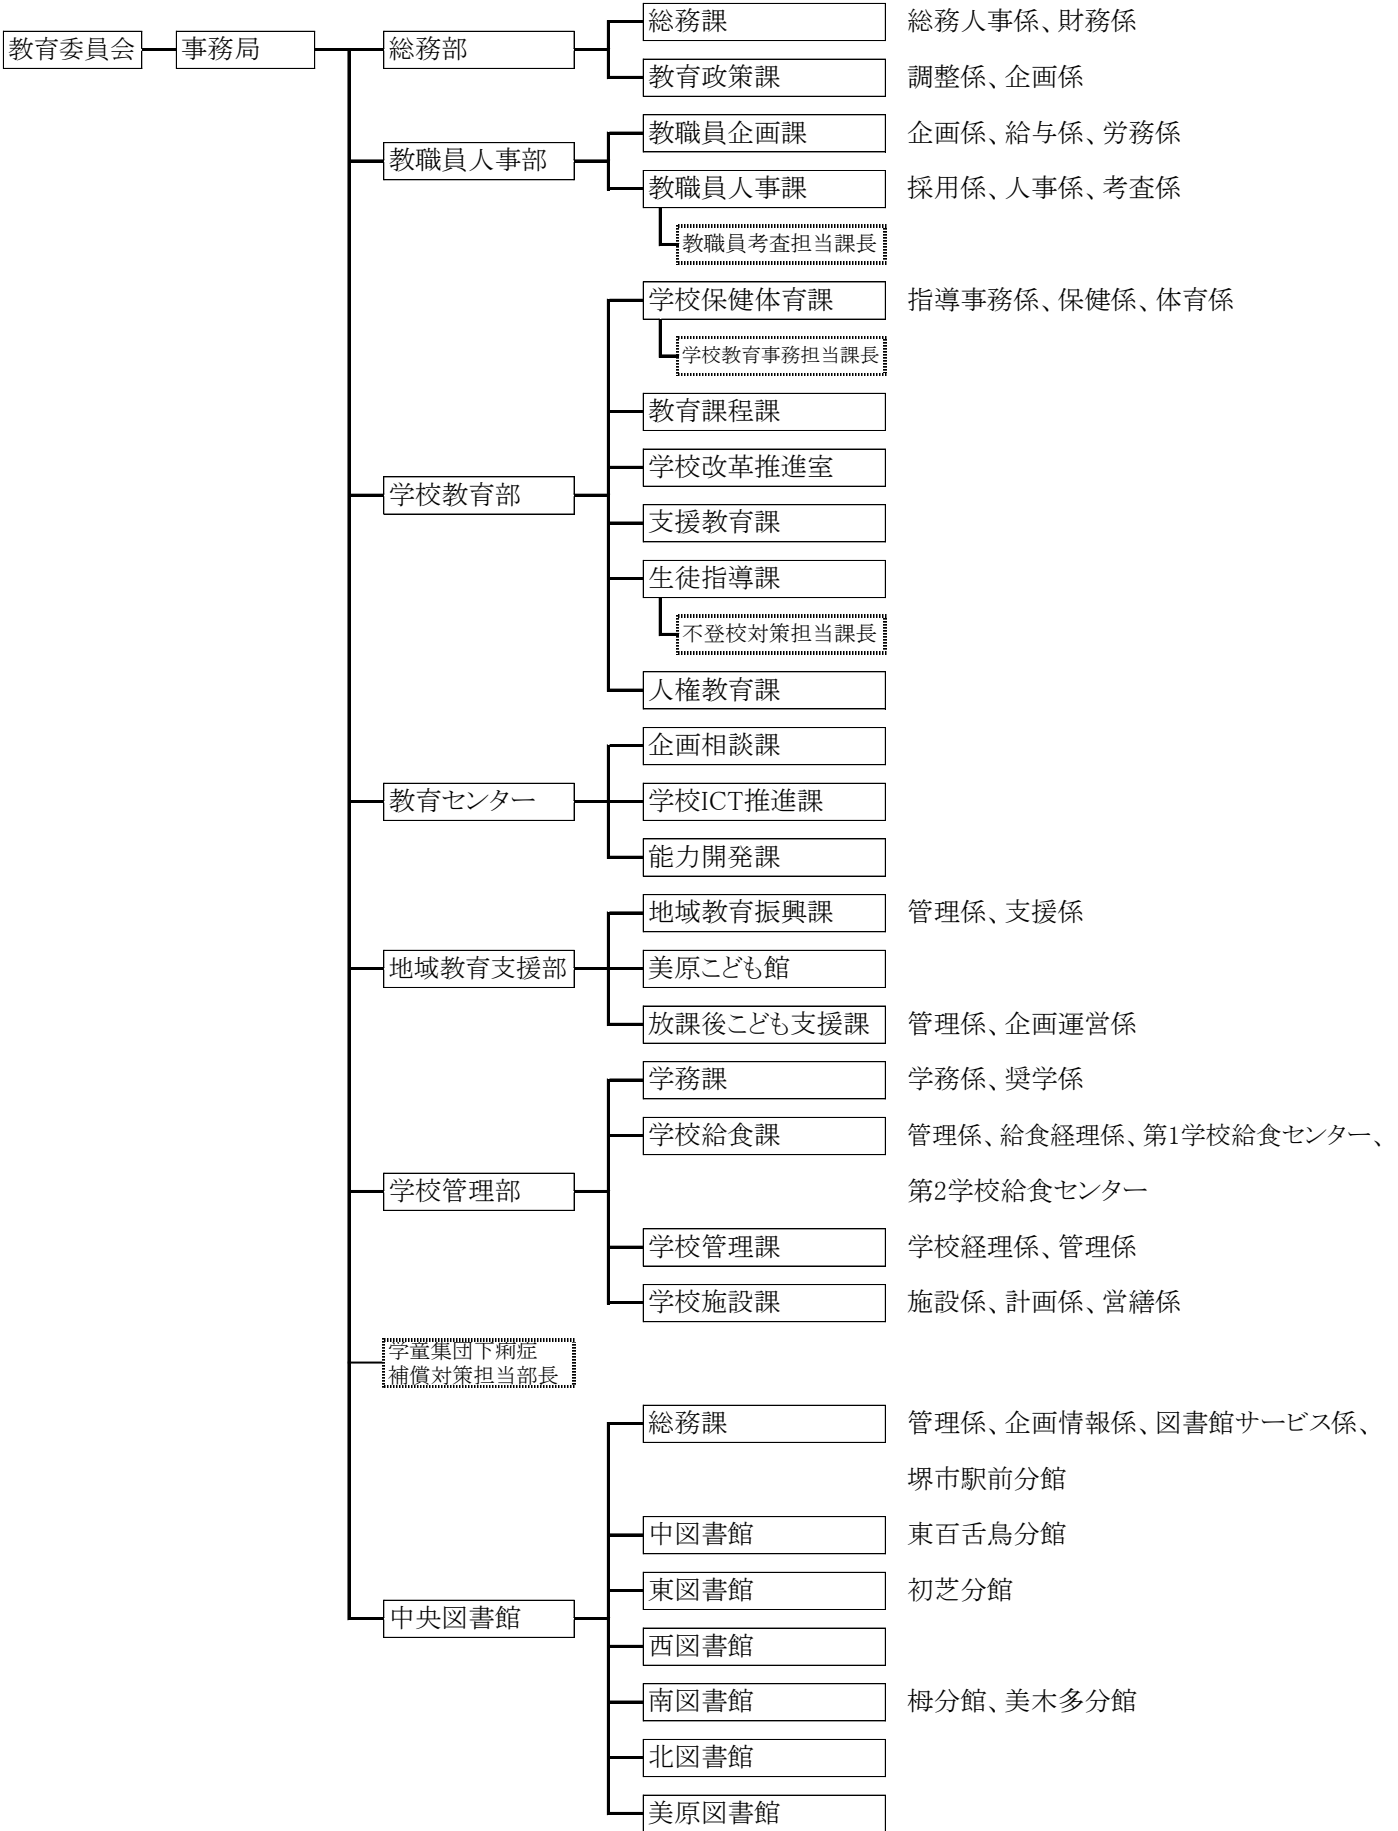 総務課 総務人事係、財務係
教育委員会 事務局 総務部
教育政策課 調整係、企画係
教職員企画課 企画係、給与係、労務係
教職員人事部
教職員人事課 採用係、人事係、考査係
教職員考査担当課長
学校保健体育課 指導事務係、保健係、体育係
学校教育事務担当課長
教育課程課
学校改革推進室
学校教育部
支援教育課
生徒指導課
不登校対策担当課長
人権教育課
企画相談課
教育センター 学校ICT推進課
能力開発課
地域教育振興課 管理係、支援係
地域教育支援部 美原こども館
放課後こども支援課 管理係、企画運営係
学務課 学務係、奨学係
学校給食課 管理係、給食経理係、第1学校給食センター、
学校管理部 第2学校給食センター
学校管理課 学校経理係、管理係
学校施設課 施設係、計画係、営繕係
学童集団下痢症
補償対策担当部長
総務課 管理係、企画情報係、図書館サービス係、
堺市駅前分館
中図書館 東百舌鳥分館
東図書館 初芝分館
中央図書館
西図書館
南図書館 栂分館、美木多分館
北図書館
美原図書館